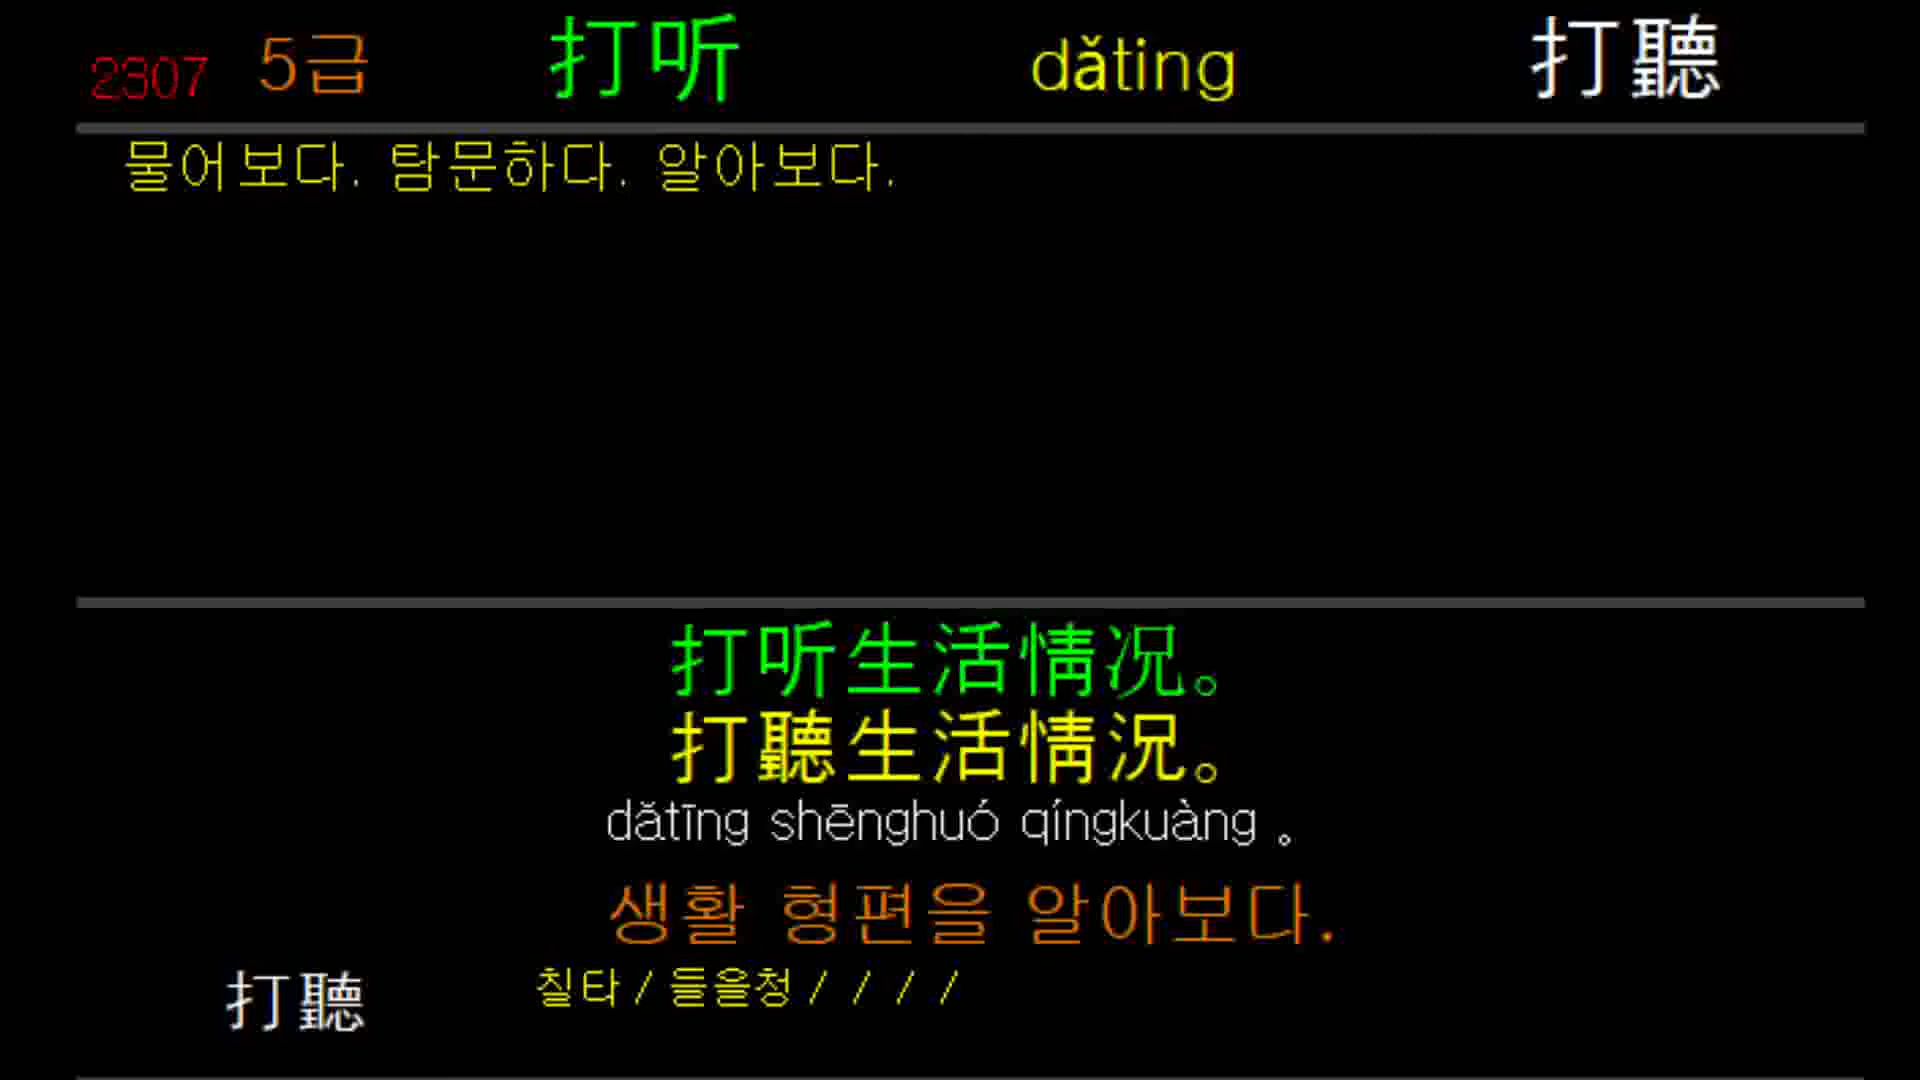 2307 5급 打听 dǎting 打聽
물어보다. 탐문하다. 알아보다.
打听生活情况。
打聽生活情況。
dǎtīng shēnghuó qíngkuàng 。
생활 형편을 알아보다.
打聽 칠타 / 들을청 / / / /